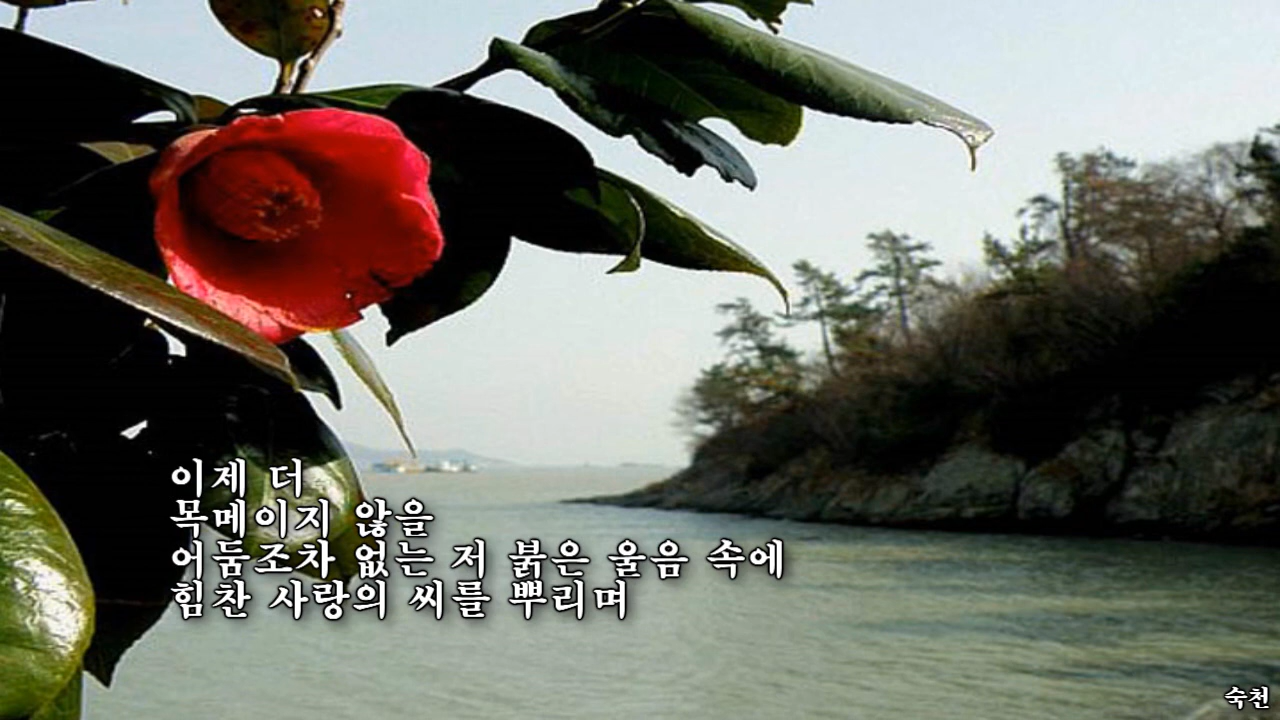 이제 더
목메이지 않을
어둠조차 없는 저 붉은 울음 속에
힘찬 사랑의 씨를 뿌리며
숙천